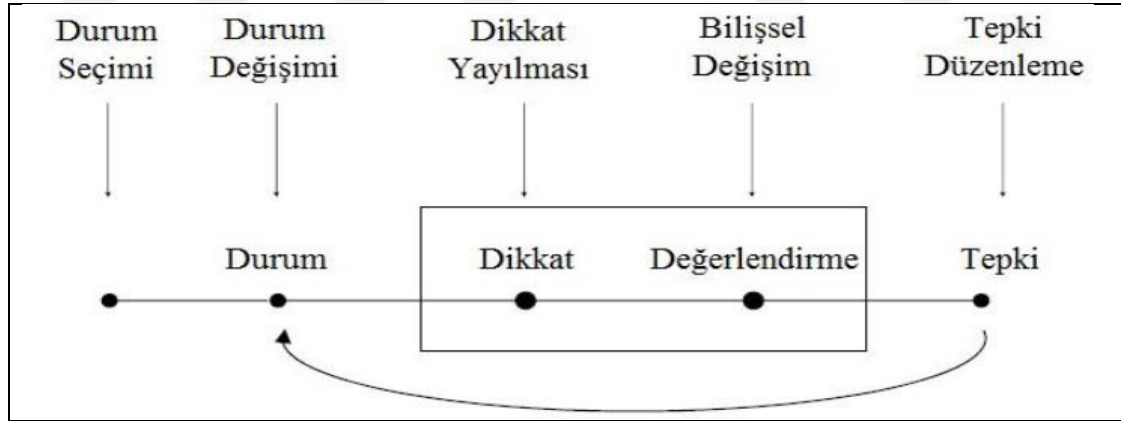 Durum
Seçimi
Durum
Değişimi
Dikkat
Yayılması
Bilişsel
Değişim
Tepki
Düzenleme
Durum
Dikkat
Değerlendirme
Tepki